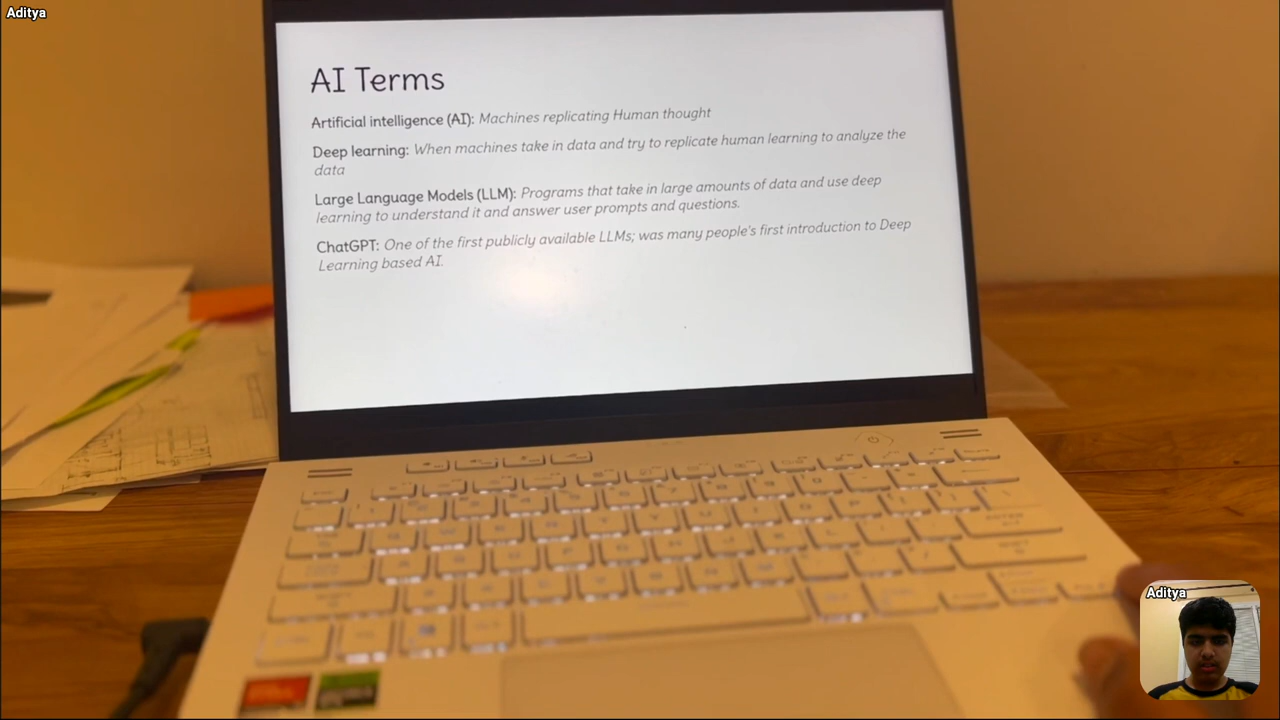 Aditya
AI Terms
Artificial intelligence (AI): Machines replicating Human thought
Deep learning: When machines take in data and try to replicate human learning to analyze the
data
Large Language Models (LLM): Programs that take in large amounts of data and use deep
learning to understand it and answer user prompts and questions.
ChatGPT: One of the first publicly available LLMs; was many people's first introduction to Deep
Learning based AI.
Aditya